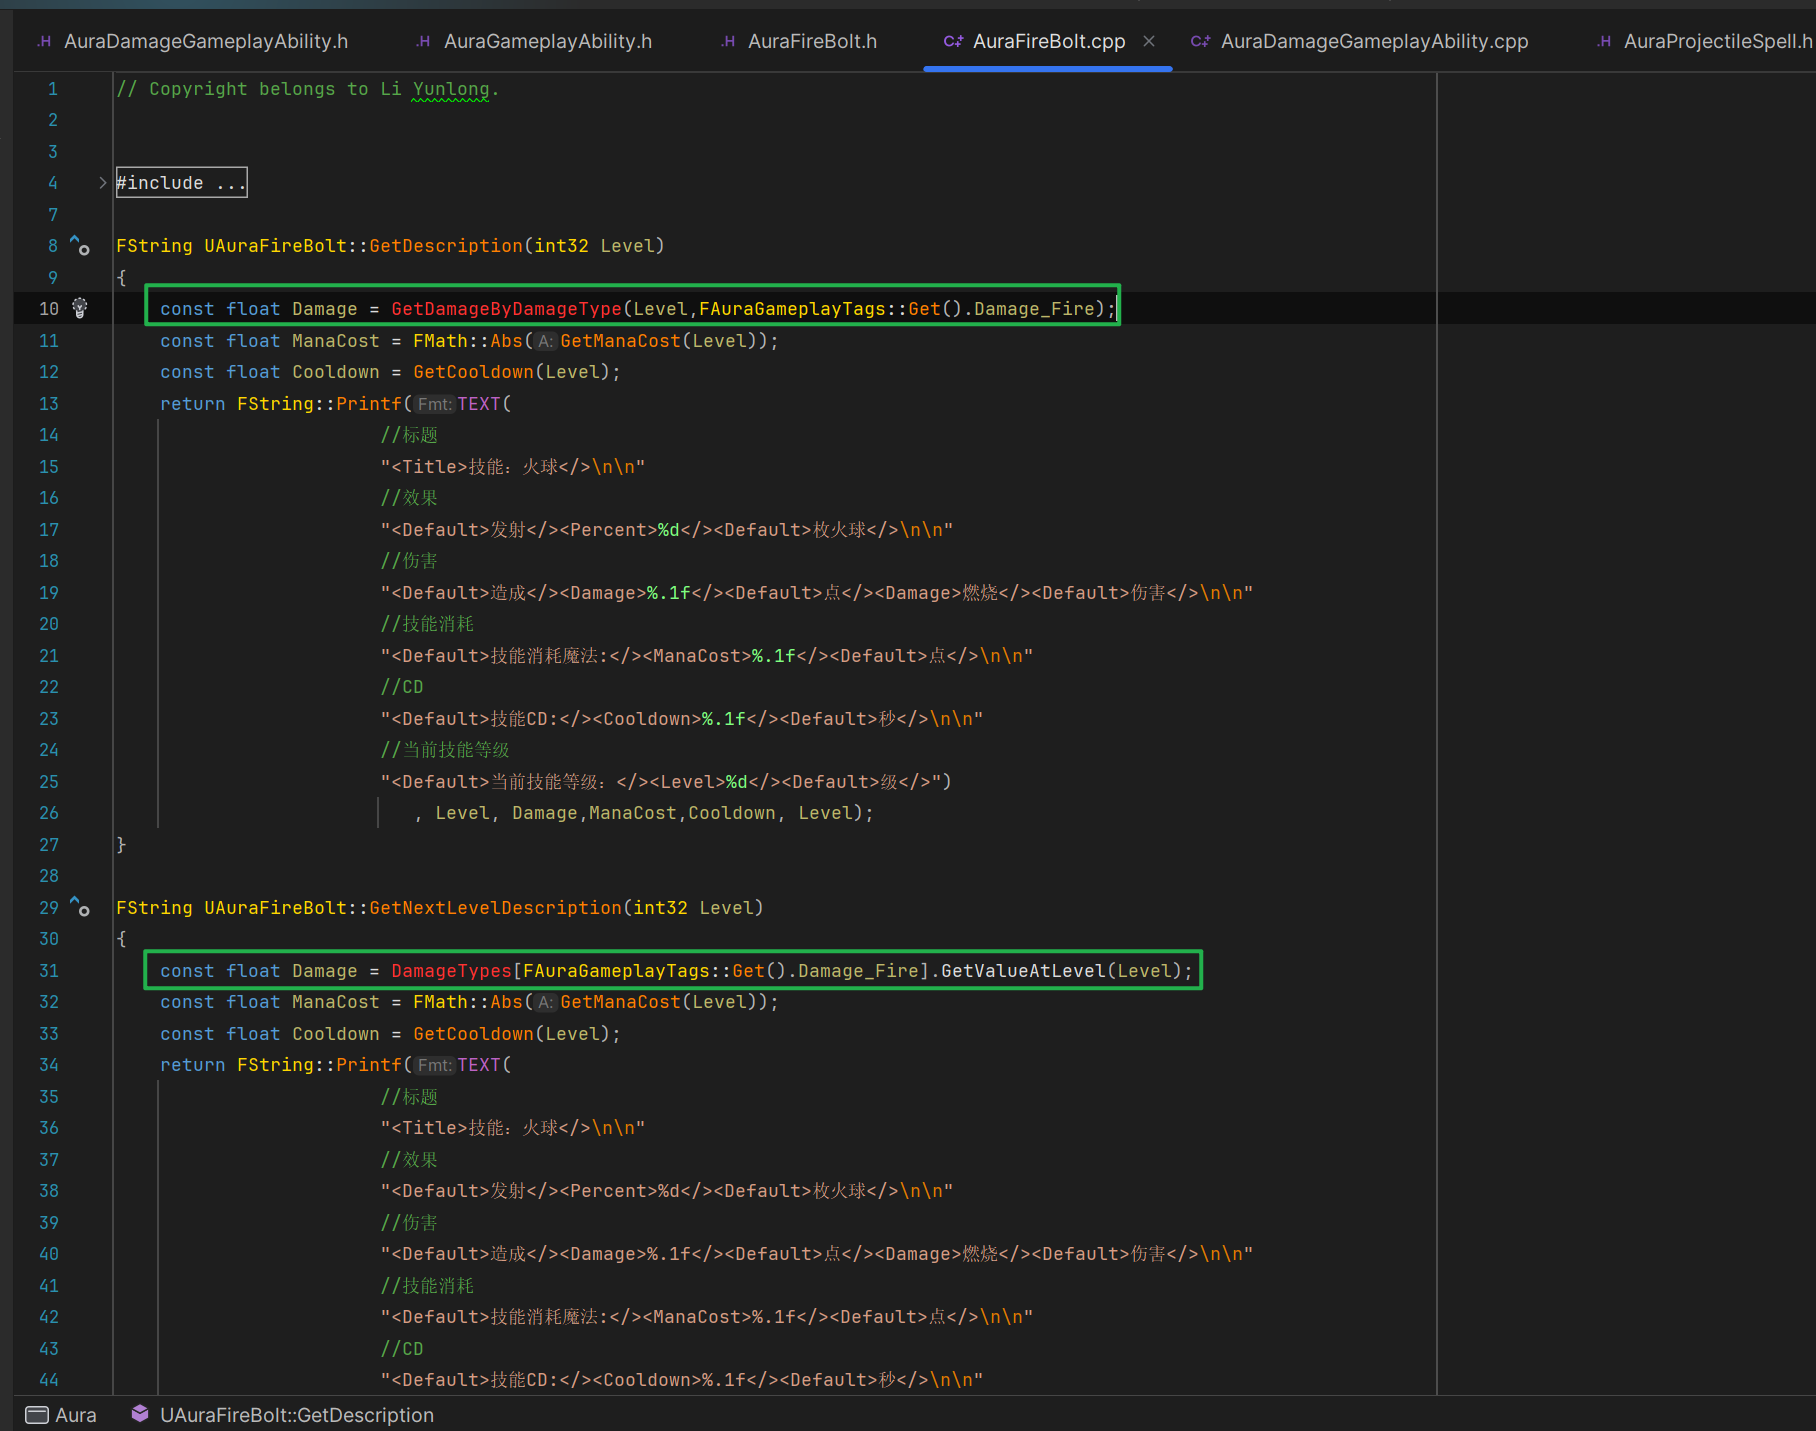 AuraDamageGameplayAbility.h AuraGameplayAbility.h AuraFireBolt.h AuraFireBolt.cpp AuraDamageGameplayAbility.cpp AuraProjectileSpell.h
1 // Copyright belongs to Li Yunlong.
2
3
4 #include ...
7
8 FString UAuraFireBolt::GetDescription(int32 Level)
9 {
10 const float Damage = GetDamageByDamageType(Level,FAuraGameplayTags::Get().Damage_Fire);
11 const float ManaCost = FMath::Abs(A:GetManaCost(Level));
12 const float Cooldown = GetCooldown(Level);
13 return FString::Printf(Fmt:TEXT(
14 //标题
15 "<Title>技能：火球</>\n\n"
16 //效果
17 "<Default>发射</><Percent>%d</><Default>枚火球</>\n\n"
18 //伤害
19 "<Default>造成</><Damage>%.1f</><Default>点</><Damage>燃烧</><Default>伤害</>\n\n"
20 //技能消耗
21 "<Default>技能消耗魔法:</><ManaCost>%.1f</><Default>点</>\n\n"
22 //CD
23 "<Default>技能CD:</><Cooldown>%.1f</><Default>秒</>\n\n"
24 //当前技能等级
25 "<Default>当前技能等级：</><Level>%d</><Default>级</>")
26 , Level, Damage,ManaCost,Cooldown, Level);
27 }
28
29 FString UAuraFireBolt::GetNextLevelDescription(int32 Level)
30 {
31 const float Damage = DamageTypes[FAuraGameplayTags::Get().Damage_Fire].GetValueAtLevel(Level);
32 const float ManaCost = FMath::Abs(A:GetManaCost(Level));
33 const float Cooldown = GetCooldown(Level);
34 return FString::Printf(Fmt:TEXT(
35 //标题
36 "<Title>技能：火球</>\n\n"
37 //效果
38 "<Default>发射</><Percent>%d</><Default>枚火球</>\n\n"
39 //伤害
40 "<Default>造成</><Damage>%.1f</><Default>点</><Damage>燃烧</><Default>伤害</>\n\n"
41 //技能消耗
42 "<Default>技能消耗魔法:</><ManaCost>%.1f</><Default>点</>\n\n"
43 //CD
44 "<Default>技能CD:</><Cooldown>%.1f</><Default>秒</>\n\n"
Aura UAuraFireBolt::GetDescription